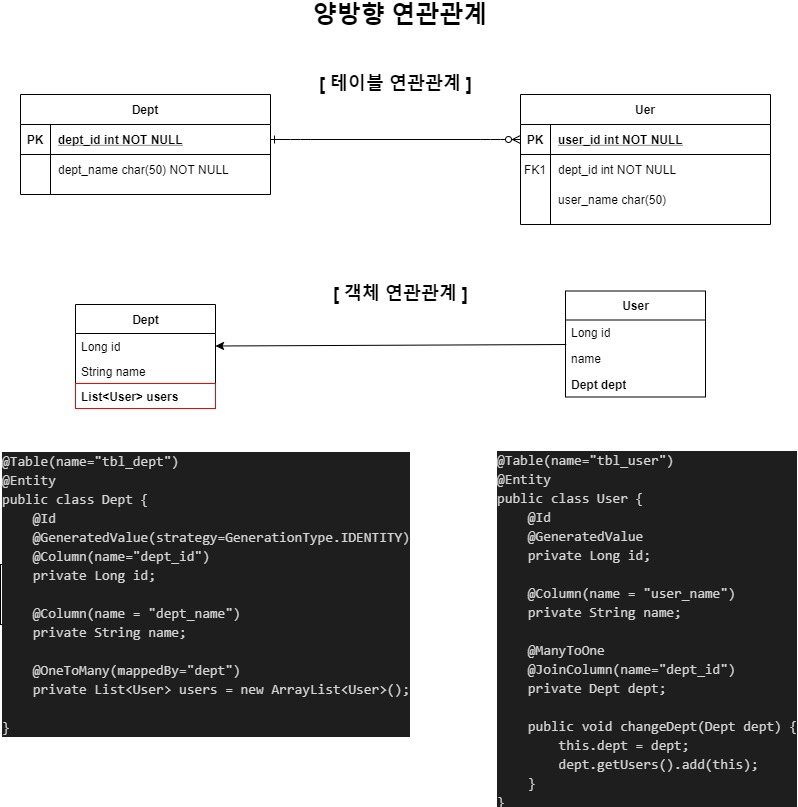 양방향 연관관계
[ 테이블 연관관계 ]
Dept
PK dept_id int NOT NULL
dept_name char(50) NOT NULL
Uer
PK user_id int NOT NULL
FK1 dept_id int NOT NULL
user_name char(50)
[ 객체 연관관계 ]
Dept
Long id
String name
List<User> users
User
Long id
name
Dept dept
@Table(name="tbl_dept")
@Entity
public class Dept {
    @Id
    @GeneratedValue(strategy=GenerationType.IDENTITY)
    @Column(name="dept_id")
    private Long id;

    @Column(name = "dept_name")
    private String name;

    @OneToMany(mappedBy="dept")
    private List<User> users = new ArrayList<User>();

}
@Table(name="tbl_user")
@Entity
public class User {
    @Id
    @GeneratedValue
    private Long id;

    @Column(name = "user_name")
    private String name;

    @ManyToOne
    @JoinColumn(name="dept_id")
    private Dept dept;

    public void changeDept(Dept dept) {
        this.dept = dept;
        dept.getUsers().add(this);
    }
}